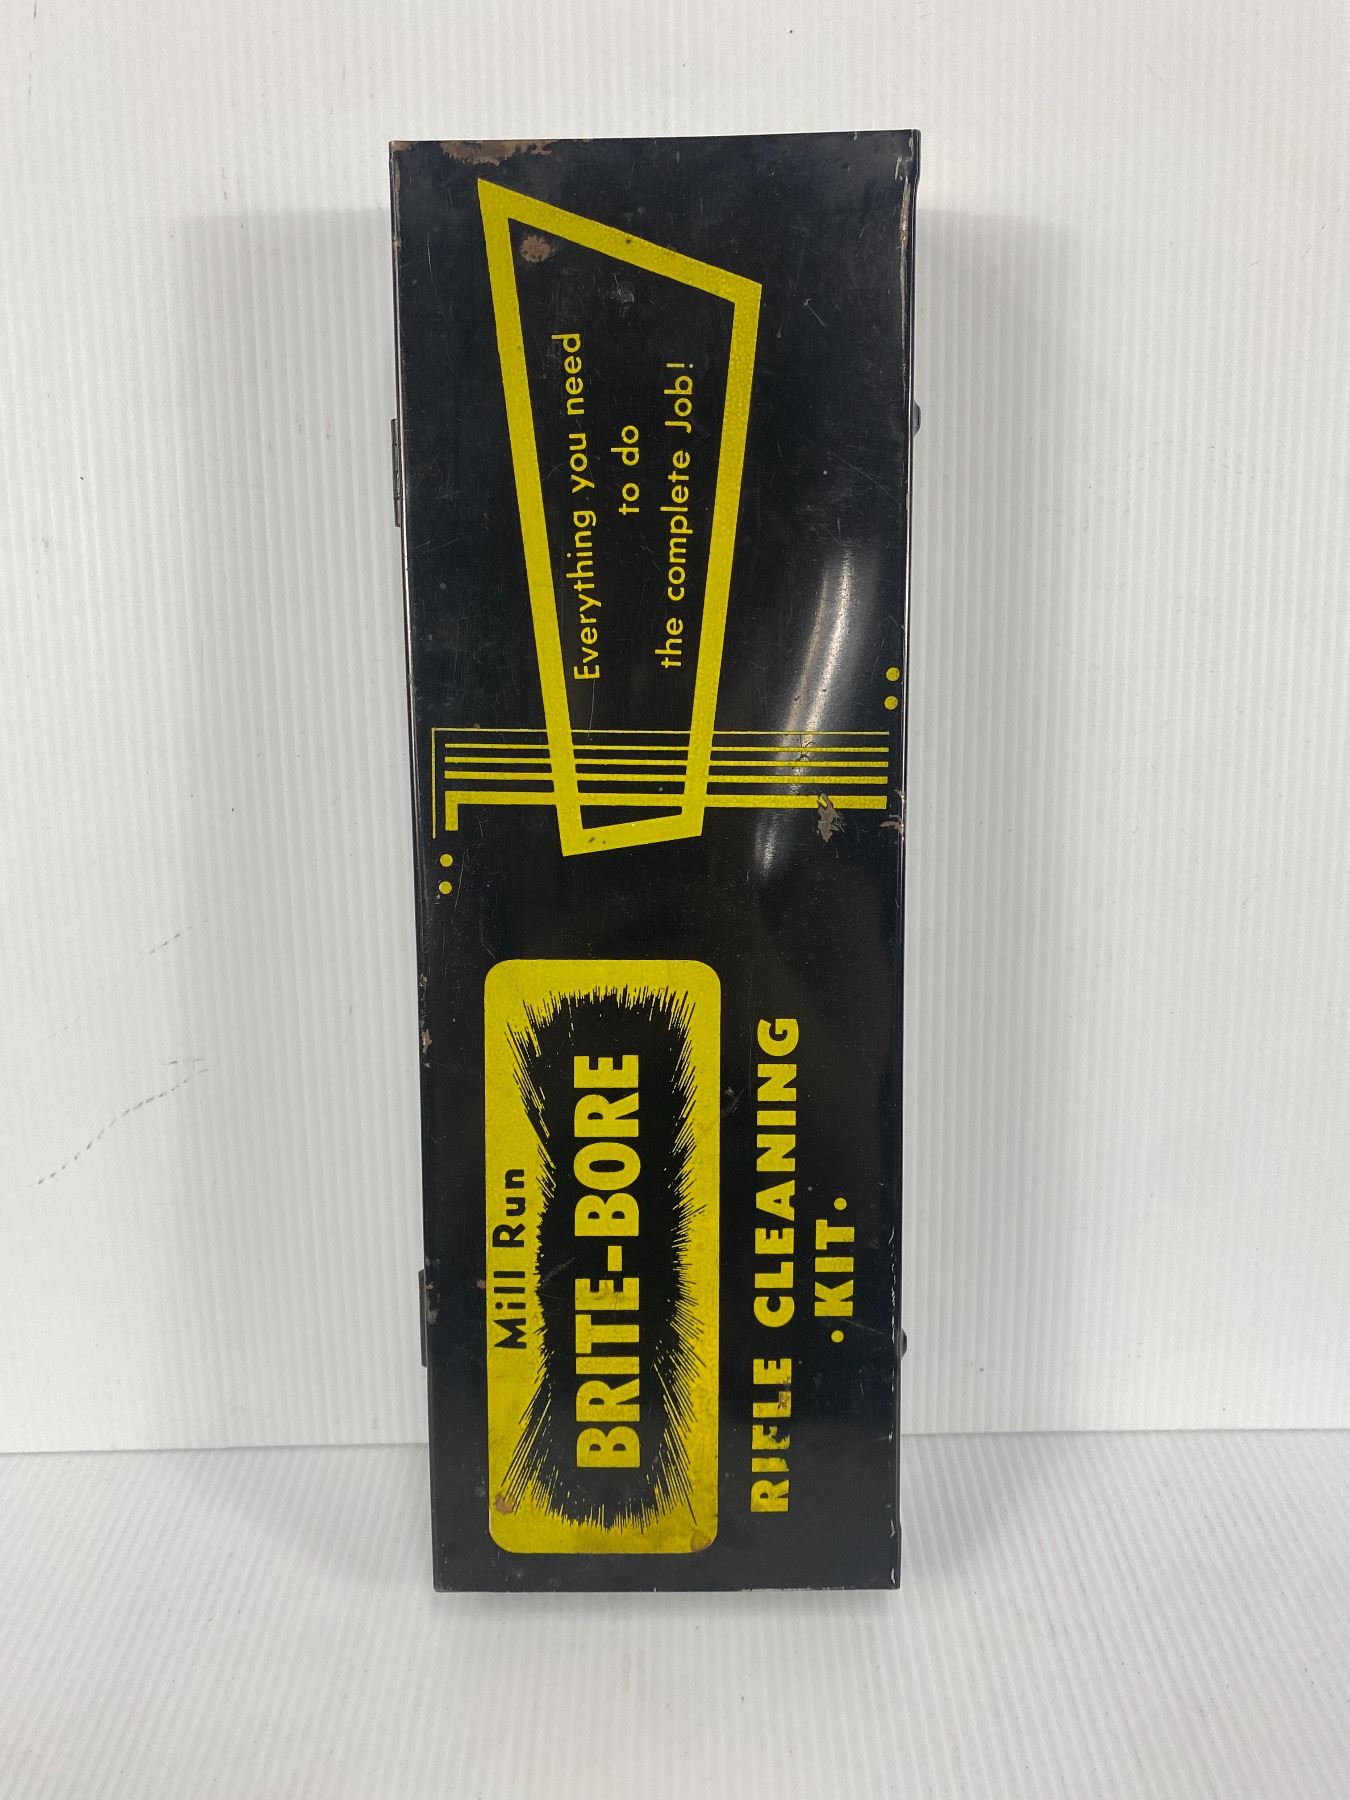 Mill Run
BRITE-BORE
RIFLE CLEANING
• KIT •
Everything you need
to do
the complete Job!